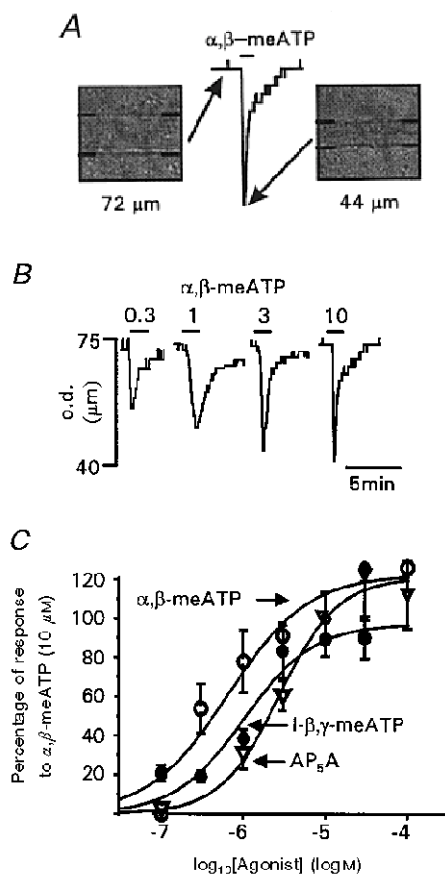 A
α,β–meATP
72 μm
44 μm
B
α,β-meATP
0.3 1 3 10
75
o.d.
(μm)
40
5min
C
Percentage of response
to α,β-meATP (10 μM)
120
100
80
60
40
20
α,β-meATP
l-β,γ-meATP
AP₅A
-7 -6 -5 -4
log₁₀[Agonist] (log M)